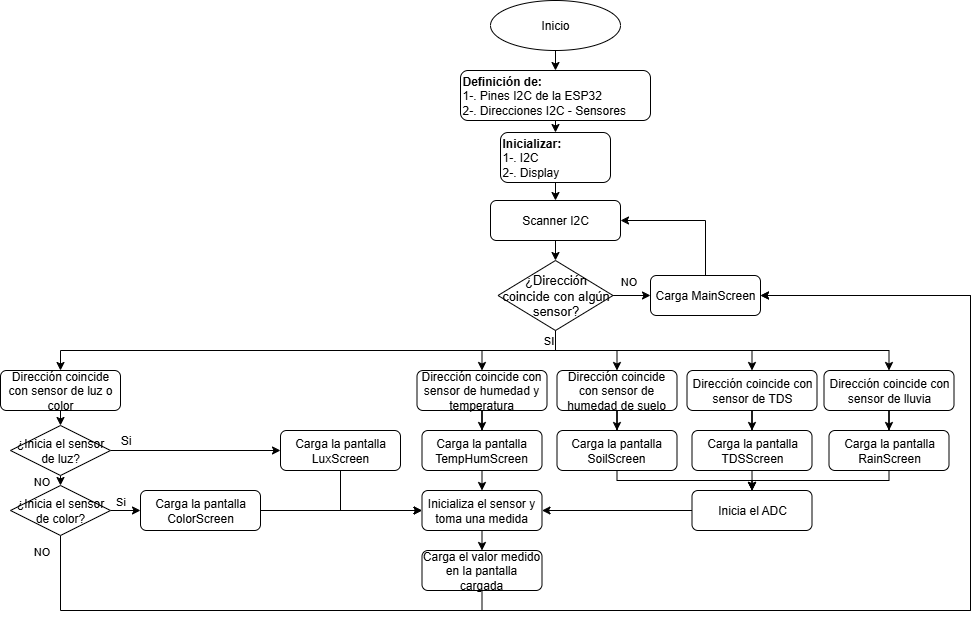 Inicio
Definición de:
1-. Pines I2C de la ESP32
2-. Direcciones I2C - Sensores
Inicializar:
1-. I2C
2-. Display
Scanner I2C
¿Dirección
coincide con algún
sensor?
NO
Carga MainScreen
SI
Dirección coincide
con sensor de luz o
color
Dirección coincide con
sensor de humedad y
temperatura
Dirección coincide
con sensor de
humedad de suelo
Dirección coincide con
sensor de TDS
Dirección coincide con
sensor de lluvia
¿Inicia el sensor
de luz?
Si
Carga la pantalla
LuxScreen
Carga la pantalla
TempHumScreen
Carga la pantalla
SoilScreen
Carga la pantalla
TDSScreen
Carga la pantalla
RainScreen
NO
¿Inicia el sensor
de color?
Si
Carga la pantalla
ColorScreen
Inicializa el sensor y
toma una medida
Inicia el ADC
NO
Carga el valor medido
en la pantalla
cargada